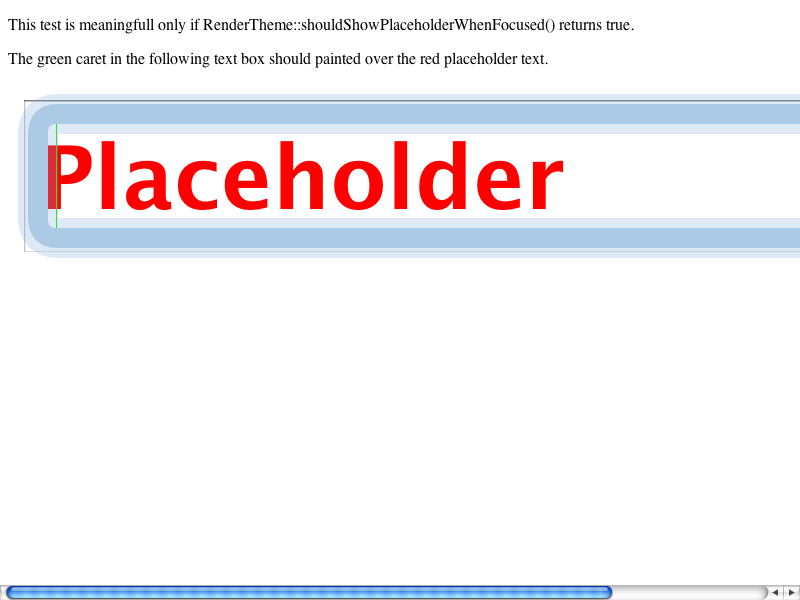 This test is meaningfull only if RenderTheme::shouldShowPlaceholderWhenFocused() returns true.
The green caret in the following text box should painted over the red placeholder text.
Placeholder